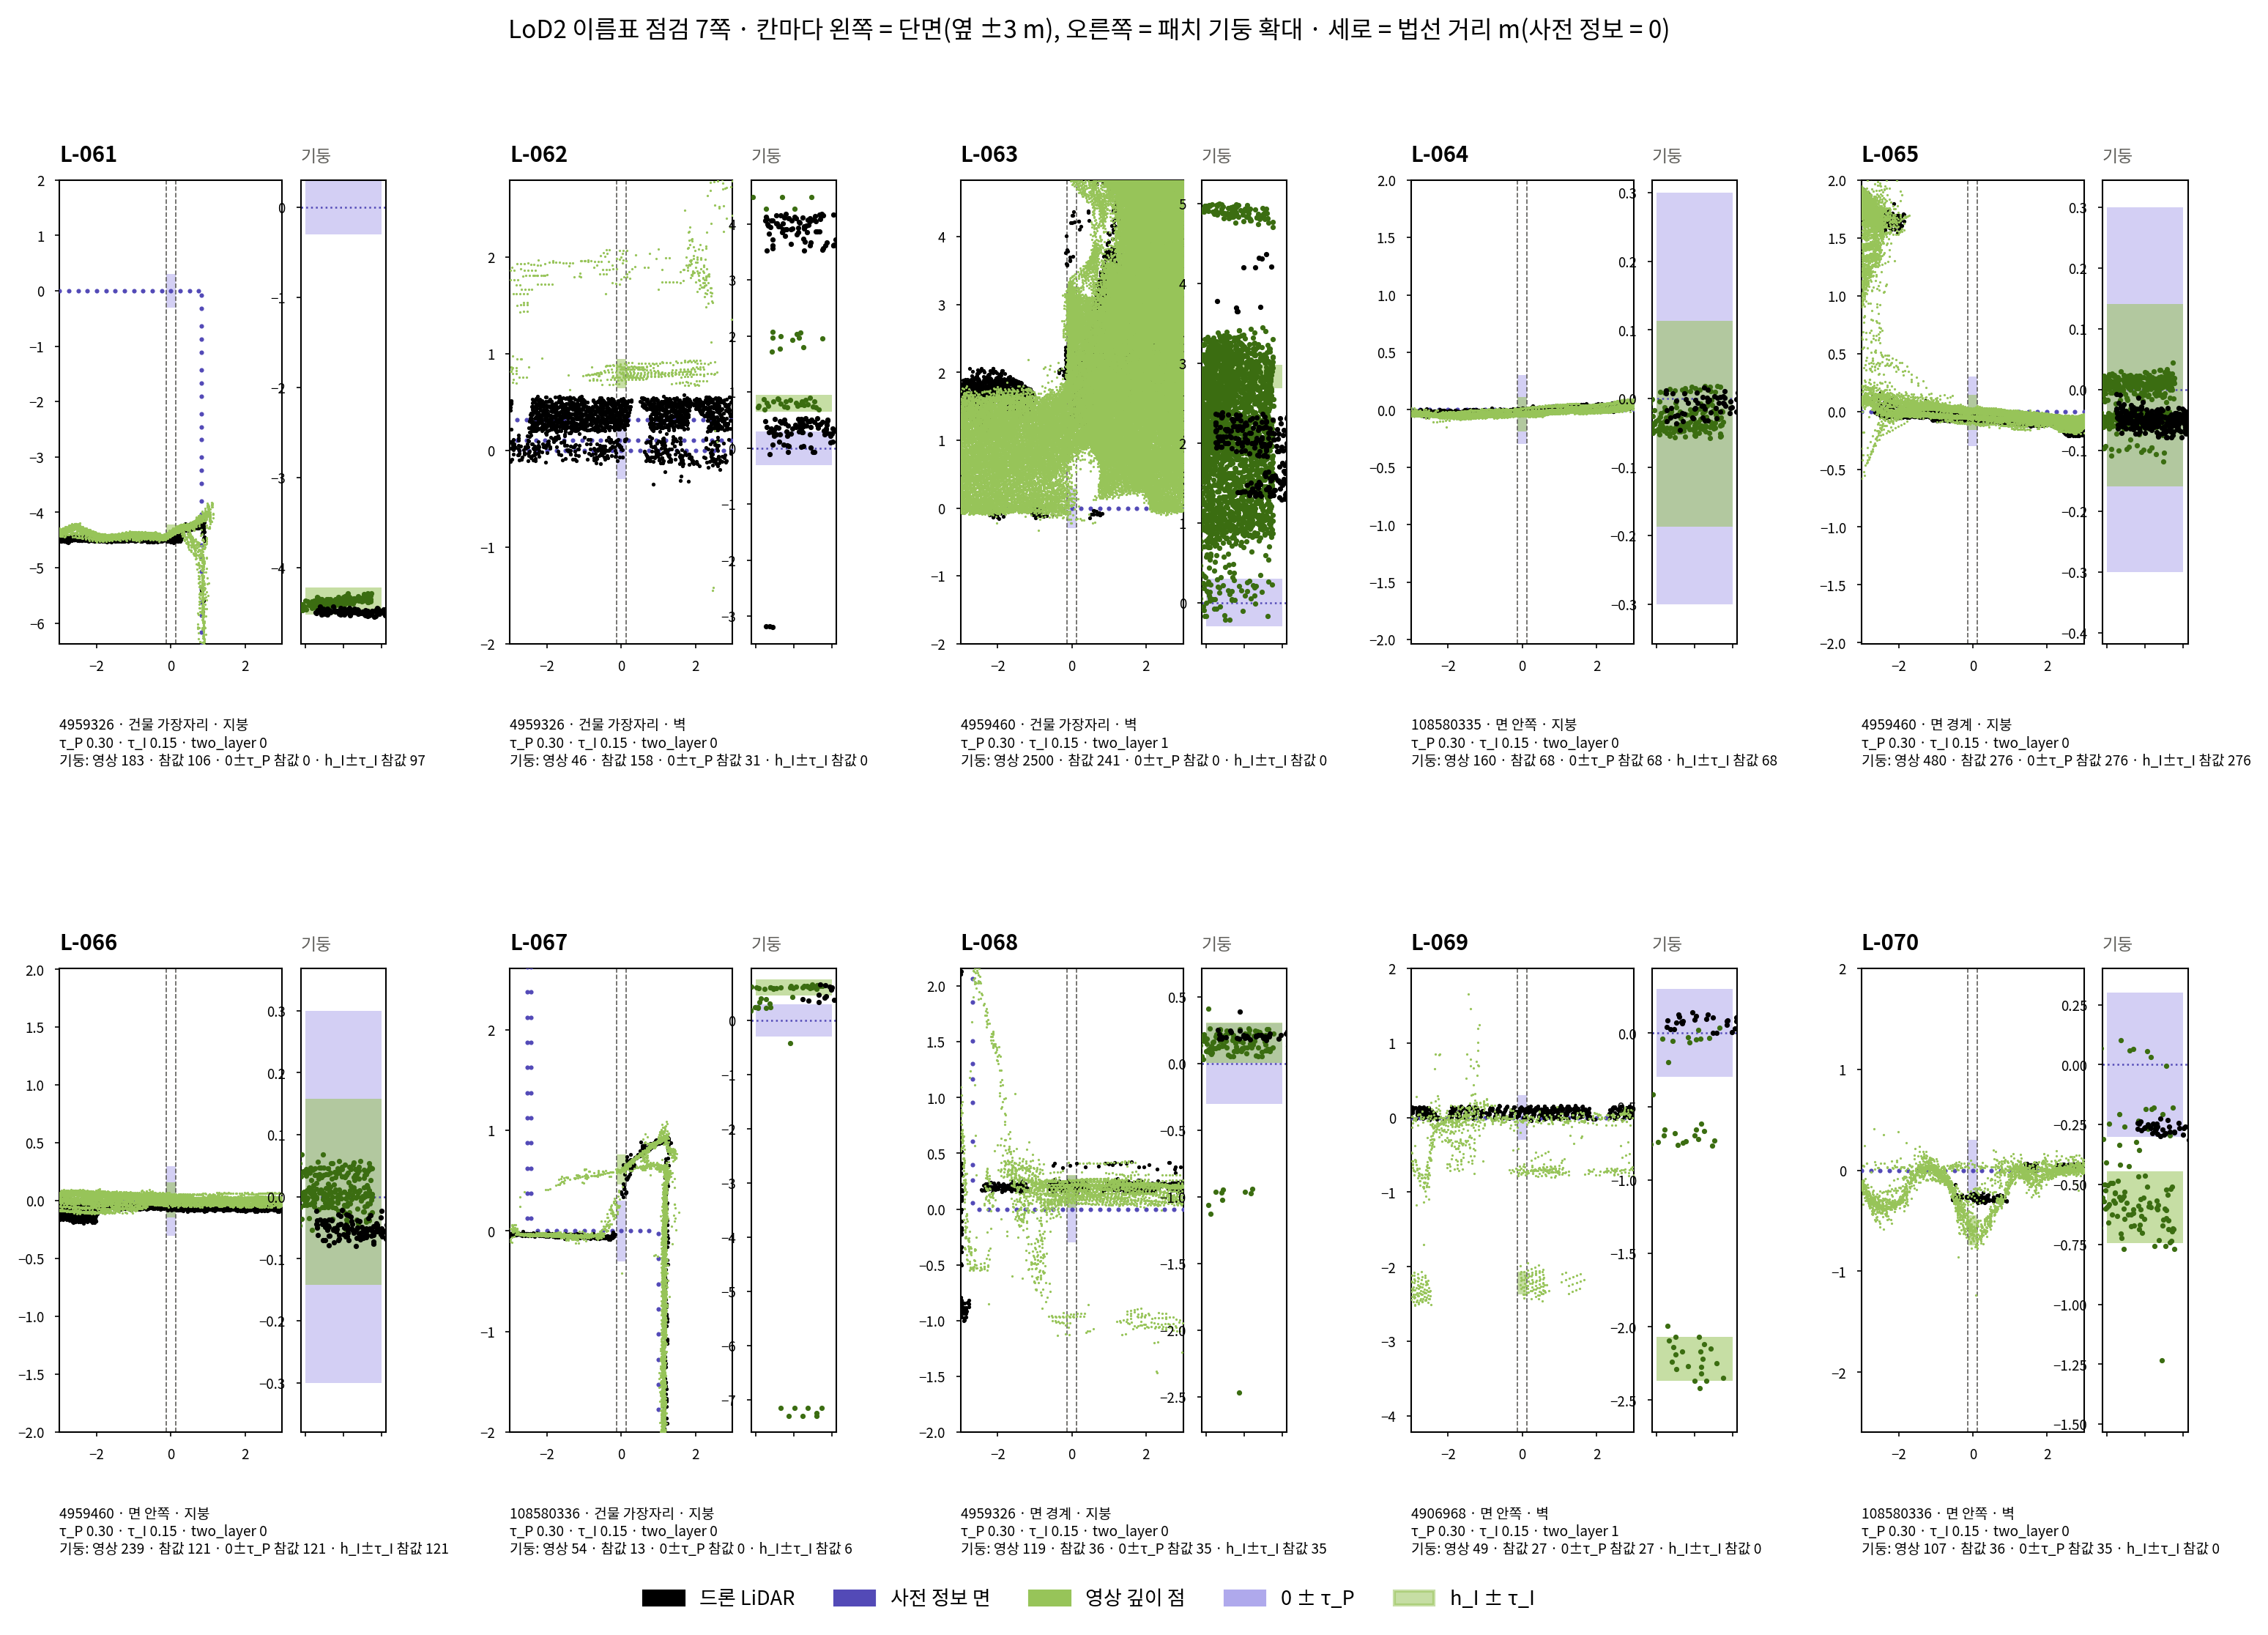 LoD2 이름표 점검 7쪽 · 칸마다 왼쪽 = 단면(옆 ±3 m), 오른쪽 = 패치 기둥 확대 · 세로 = 법선 거리 m(사전 정보 = 0)
L-061 기둥
L-062 기둥
L-063 기둥
L-064 기둥
L-065 기둥
4959326 · 건물 가장자리 · 지붕
τ_P 0.30 · τ_I 0.15 · two_layer 0
기둥: 영상 183 · 참값 106 · 0±τ_P 참값 0 · h_I±τ_I 참값 97
4959326 · 건물 가장자리 · 벽
τ_P 0.30 · τ_I 0.15 · two_layer 0
기둥: 영상 46 · 참값 158 · 0±τ_P 참값 31 · h_I±τ_I 참값 0
4959460 · 건물 가장자리 · 벽
τ_P 0.30 · τ_I 0.15 · two_layer 1
기둥: 영상 2500 · 참값 241 · 0±τ_P 참값 0 · h_I±τ_I 참값 0
108580335 · 면 안쪽 · 지붕
τ_P 0.30 · τ_I 0.15 · two_layer 0
기둥: 영상 160 · 참값 68 · 0±τ_P 참값 68 · h_I±τ_I 참값 68
4959460 · 면 경계 · 지붕
τ_P 0.30 · τ_I 0.15 · two_layer 0
기둥: 영상 480 · 참값 276 · 0±τ_P 참값 276 · h_I±τ_I 참값 276
L-066 기둥
L-067 기둥
L-068 기둥
L-069 기둥
L-070 기둥
4959460 · 면 안쪽 · 지붕
τ_P 0.30 · τ_I 0.15 · two_layer 0
기둥: 영상 239 · 참값 121 · 0±τ_P 참값 121 · h_I±τ_I 참값 121
108580336 · 건물 가장자리 · 지붕
τ_P 0.30 · τ_I 0.15 · two_layer 0
기둥: 영상 54 · 참값 13 · 0±τ_P 참값 0 · h_I±τ_I 참값 6
4959326 · 면 경계 · 지붕
τ_P 0.30 · τ_I 0.15 · two_layer 0
기둥: 영상 119 · 참값 36 · 0±τ_P 참값 35 · h_I±τ_I 참값 35
4906968 · 면 안쪽 · 벽
τ_P 0.30 · τ_I 0.15 · two_layer 1
기둥: 영상 49 · 참값 27 · 0±τ_P 참값 27 · h_I±τ_I 참값 0
108580336 · 면 안쪽 · 벽
τ_P 0.30 · τ_I 0.15 · two_layer 0
기둥: 영상 107 · 참값 36 · 0±τ_P 참값 35 · h_I±τ_I 참값 0
드론 LiDAR
사전 정보 면
영상 깊이 점
0 ± τ_P
h_I ± τ_I